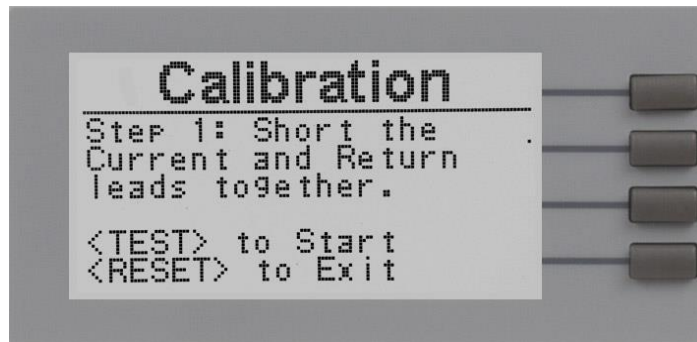 Calibration
Step 1: Short the
Current and Return
leads together.
<TEST> to Start
<RESET> to Exit